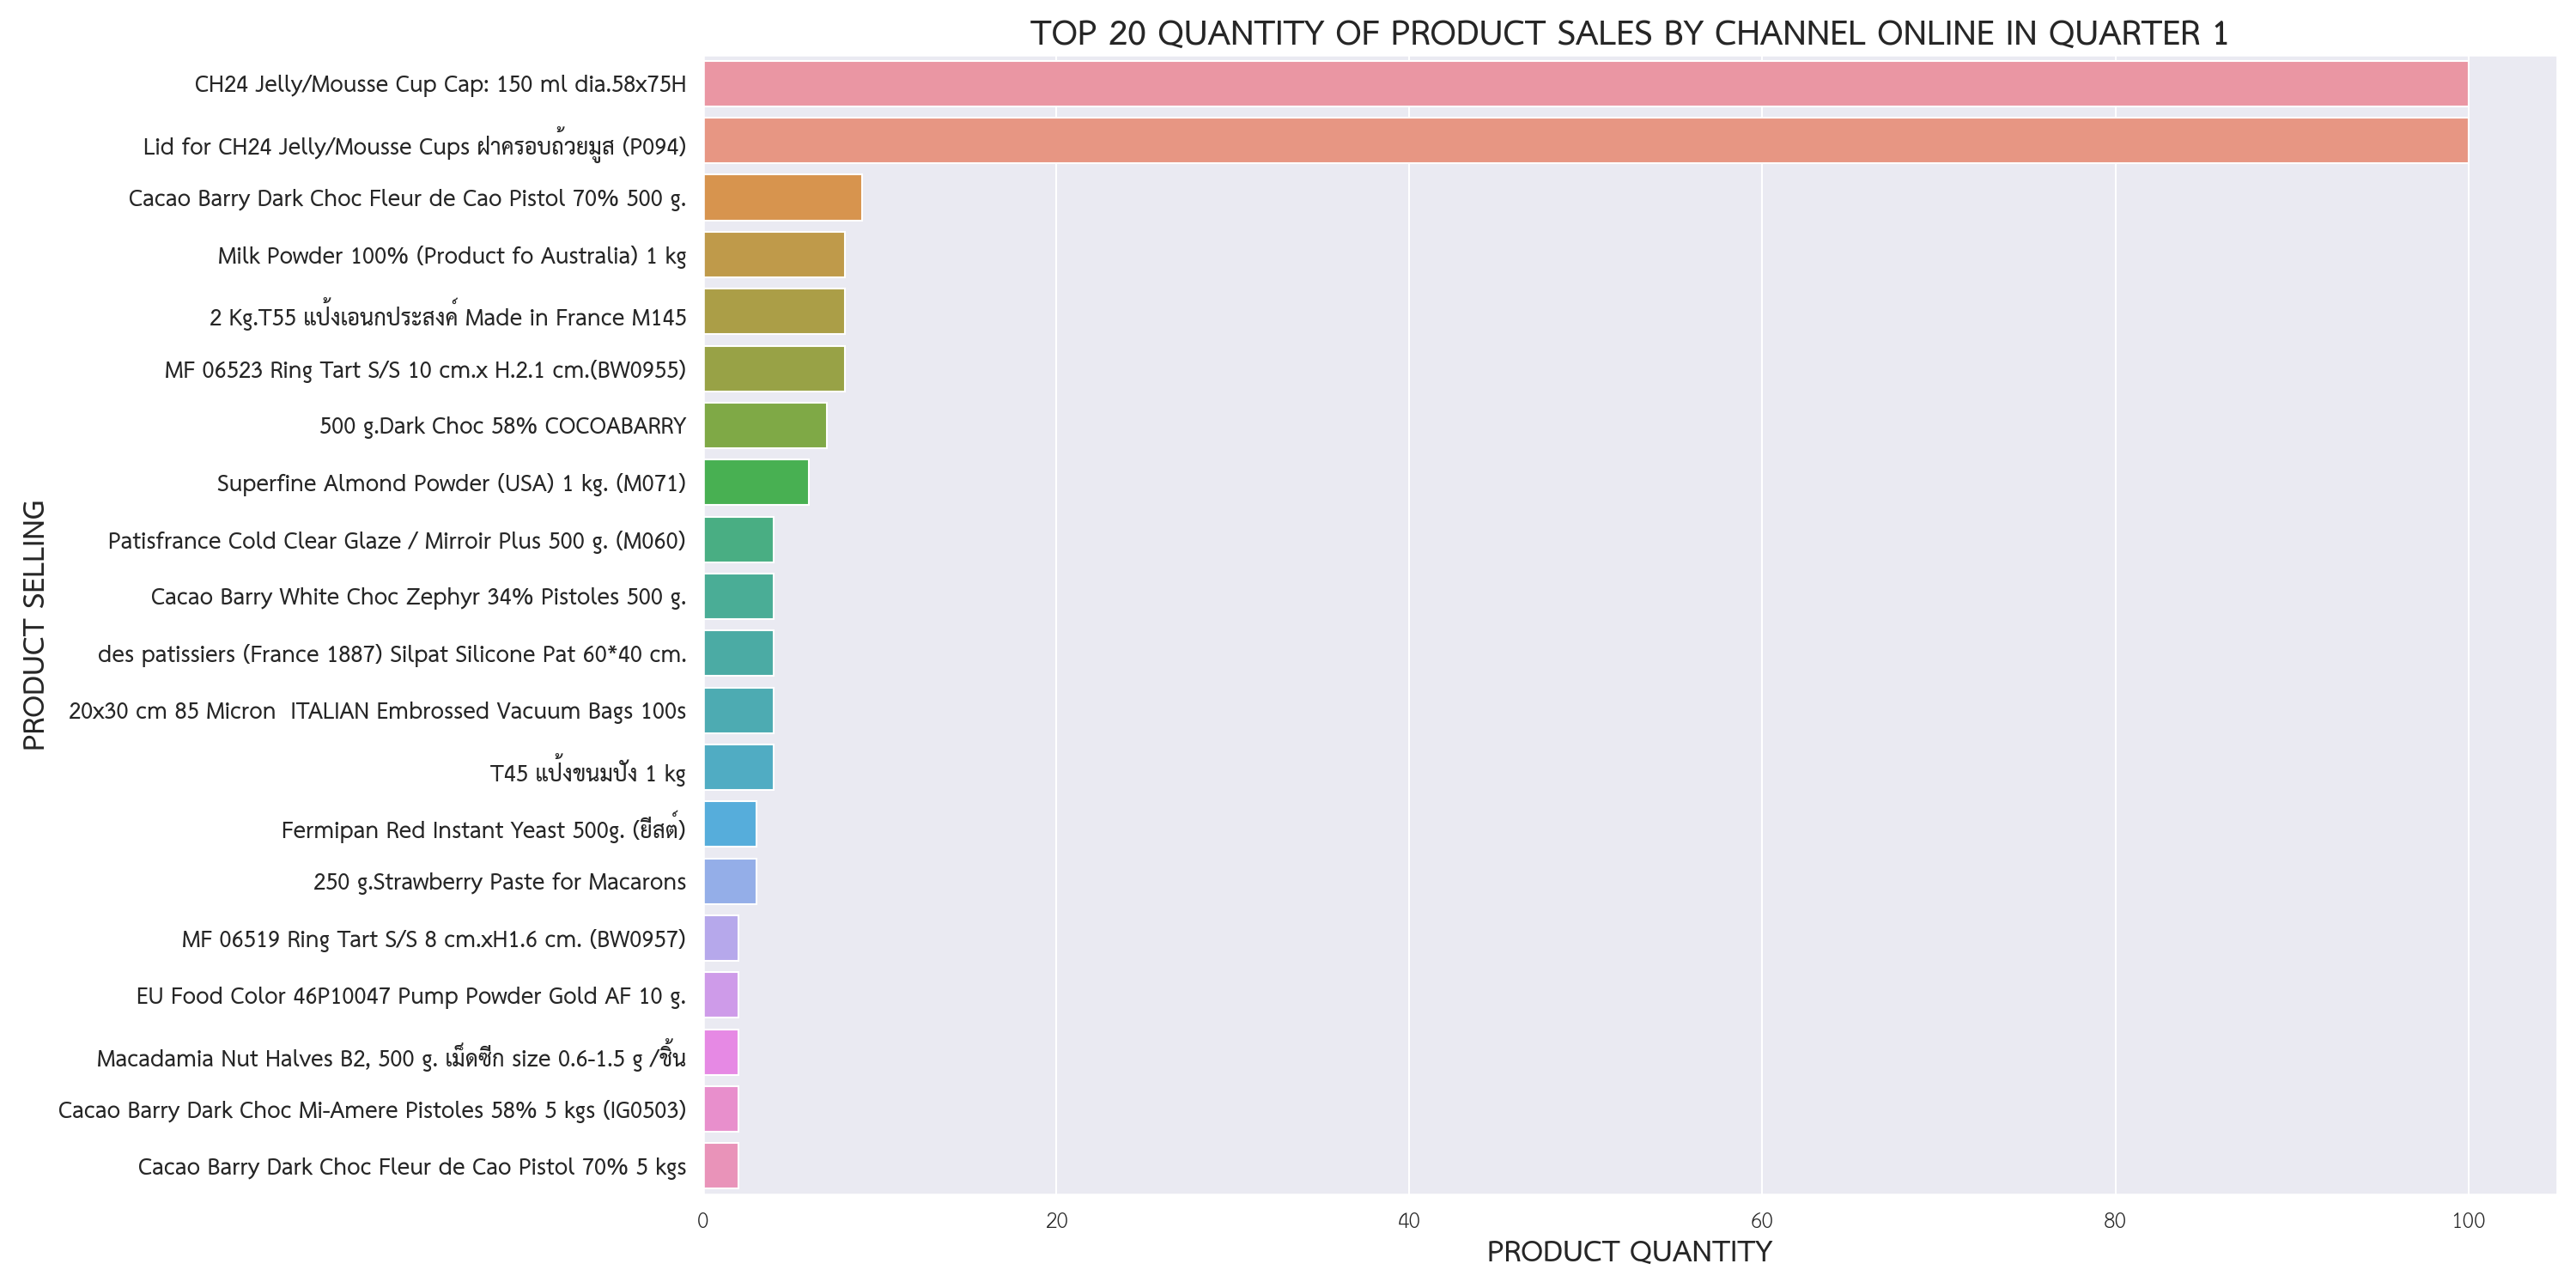 TOP 20 QUANTITY OF PRODUCT SALES BY CHANNEL ONLINE IN QUARTER 1
PRODUCT SELLING
CH24 Jelly/Mousse Cup Cap: 150 ml dia.58x75H
Lid for CH24 Jelly/Mousse Cups ฝาครอบถ้วยมูส (P094)
Cacao Barry Dark Choc Fleur de Cao Pistol 70% 500 g.
Milk Powder 100% (Product fo Australia) 1 kg
2 Kg.T55 แป้งเอนกประสงค์ Made in France M145
MF 06523 Ring Tart S/S 10 cm.x H.2.1 cm.(BW0955)
500 g.Dark Choc 58% COCOABARRY
Superfine Almond Powder (USA) 1 kg. (M071)
Patisfrance Cold Clear Glaze / Mirroir Plus 500 g. (M060)
Cacao Barry White Choc Zephyr 34% Pistoles 500 g.
des patissiers (France 1887) Silpat Silicone Pat 60*40 cm.
20x30 cm 85 Micron  ITALIAN Embrossed Vacuum Bags 100s
T45 แป้งขนมปัง 1 kg
Fermipan Red Instant Yeast 500g. (ยีสต์)
250 g.Strawberry Paste for Macarons
MF 06519 Ring Tart S/S 8 cm.xH1.6 cm. (BW0957)
EU Food Color 46P10047 Pump Powder Gold AF 10 g.
Macadamia Nut Halves B2, 500 g. เม็ดซีก size 0.6-1.5 g /ชิ้น
Cacao Barry Dark Choc Mi-Amere Pistoles 58% 5 kgs (IG0503)
Cacao Barry Dark Choc Fleur de Cao Pistol 70% 5 kgs
0 20 40 60 80 100
PRODUCT QUANTITY